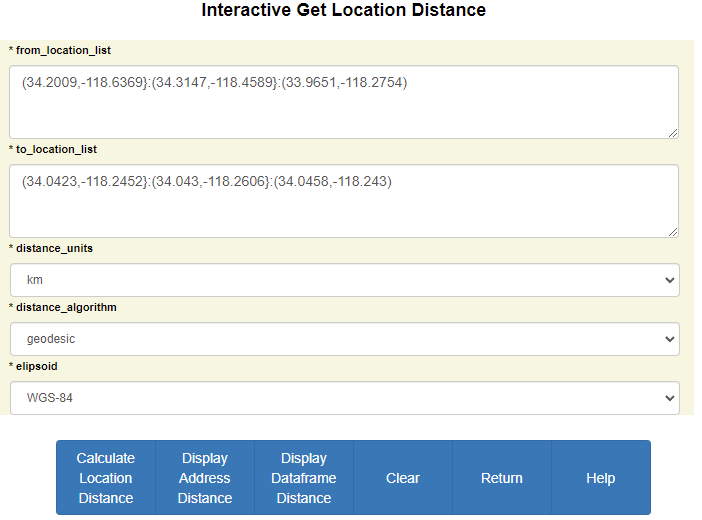 Interactive Get Location Distance
* from_location_list
(34.2009,-118.6369}:(34.3147,-118.4589}:(33.9651,-118.2754)
* to_location_list
(34.0423,-118.2452}:(34.043,-118.2606}:(34.0458,-118.243)
* distance_units
km
* distance_algorithm
geodesic
* elipsoid
WGS-84
Calculate
Location
Distance
Display
Address
Distance
Display
Dataframe
Distance
Clear
Return
Help